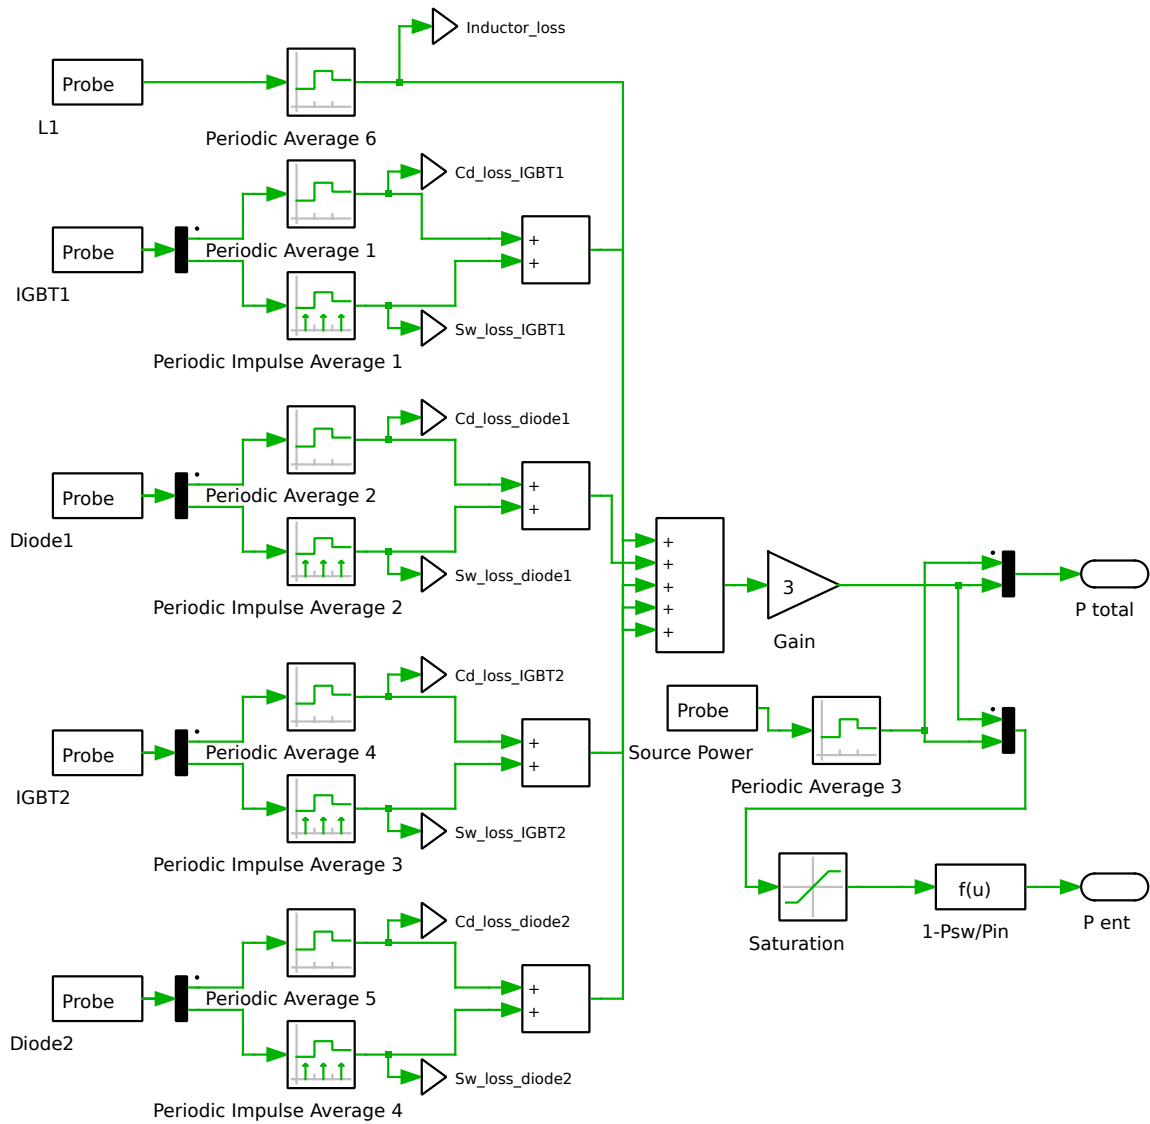 Inductor_loss
Probe
L1
Periodic Average 6
Cd_loss_IGBT1
Probe
Periodic Average 1
+
+
IGBT1
Sw_loss_IGBT1
Periodic Impulse Average 1
Cd_loss_diode1
Probe
Periodic Average 2
+
+
Diode1
Sw_loss_diode1
Periodic Impulse Average 2
+
+
+
+
+
3
Gain
P total
Cd_loss_IGBT2
Probe
Periodic Average 4
+
+
IGBT2
Sw_loss_IGBT2
Periodic Impulse Average 3
Probe
Source Power
Periodic Average 3
Saturation
f(u)
1-Psw/Pin
P ent
Cd_loss_diode2
Probe
Periodic Average 5
+
+
Diode2
Sw_loss_diode2
Periodic Impulse Average 4